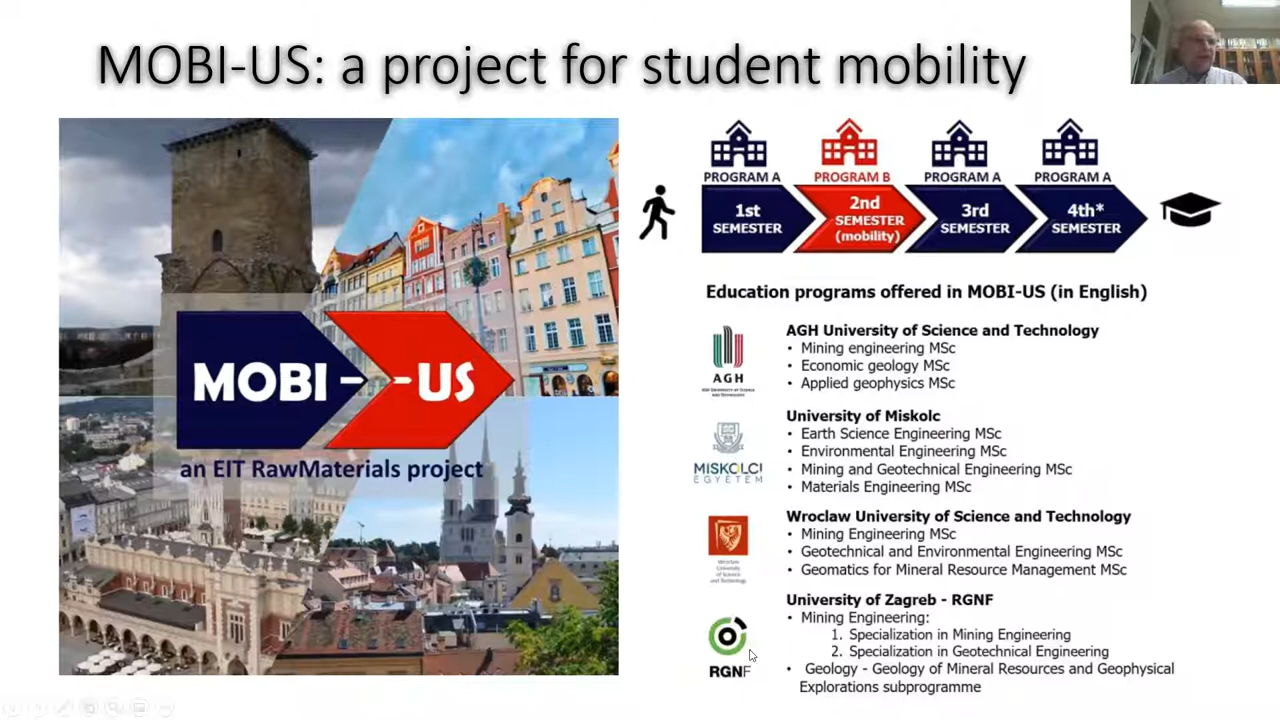 MOBI-US: a project for student mobility
MOBI - - US
an EIT RawMaterials project
PROGRAM A
PROGRAM B
PROGRAM A
PROGRAM A
1st
SEMESTER
2nd
SEMESTER
(mobility)
3rd
SEMESTER
4th*
SEMESTER
Education programs offered in MOBI-US (in English)
AGH
AGH University of Science and Technology
• Mining engineering MSc
• Economic geology MSc
• Applied geophysics MSc
MISKOLCI
EGYETEM
University of Miskolc
• Earth Science Engineering MSc
• Environmental Engineering MSc
• Mining and Geotechnical Engineering MSc
• Materials Engineering MSc
Wroclaw
University
of Science
and Technology
Wroclaw University of Science and Technology
• Mining Engineering MSc
• Geotechnical and Environmental Engineering MSc
• Geomatics for Mineral Resource Management MSc
RGNF
University of Zagreb - RGNF
• Mining Engineering:
1. Specialization in Mining Engineering
2. Specialization in Geotechnical Engineering
• Geology - Geology of Mineral Resources and Geophysical
Explorations subprogramme